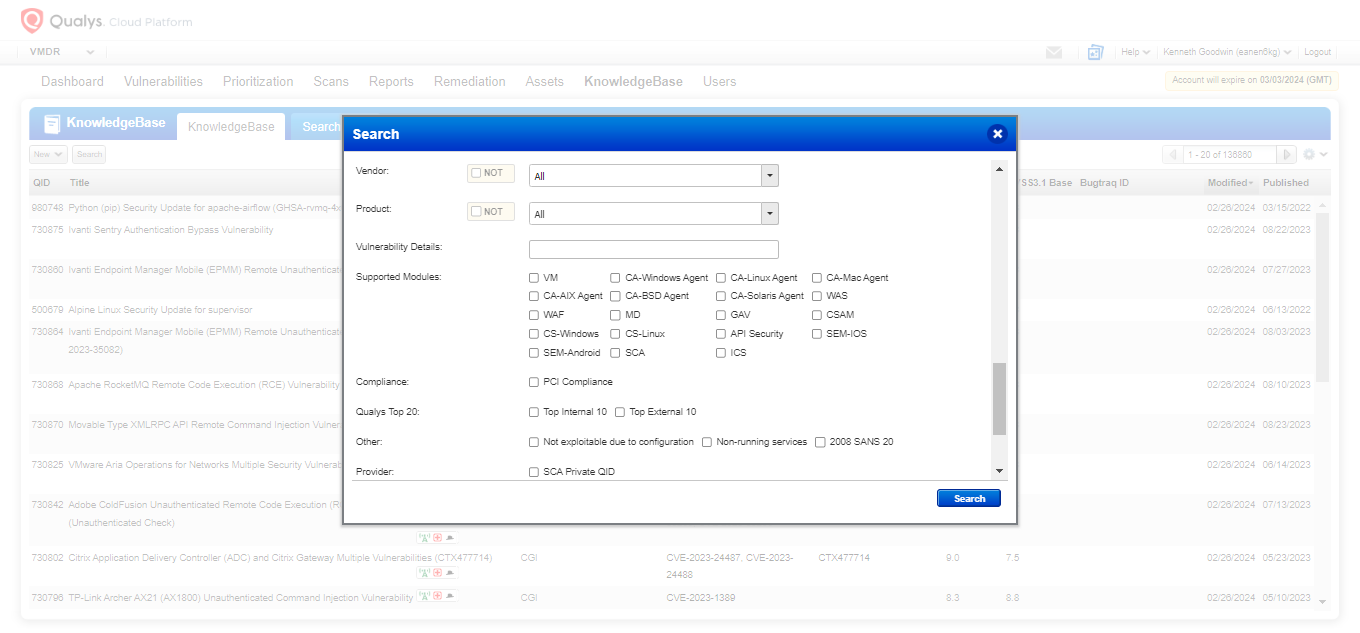 Qualys. Cloud Platform
VMDR
Help
Kenneth Goodwin (eanen6kg)
Logout
Dashboard Vulnerabilities Prioritization Scans Reports Remediation Assets KnowledgeBase Users
Account will expire on 03/03/2024 (GMT)
KnowledgeBase KnowledgeBase Search
New Search 1 - 20 of 136860
QID Title SS3.1 Base Bugtraq ID Modified Published
980748 Python (pip) Security Update for apache-airflow (GHSA-rvmq-4x 02/26/2024 03/15/2022
730875 Ivanti Sentry Authentication Bypass Vulnerability 02/26/2024 08/22/2023
730860 Ivanti Endpoint Manager Mobile (EPMM) Remote Unauthenticat 02/26/2024 07/27/2023
500679 Alpine Linux Security Update for supervisor 02/26/2024 06/13/2022
730864 Ivanti Endpoint Manager Mobile (EPMM) Remote Unauthenticat 02/26/2024 08/03/2023
2023-35082)
730868 Apache RocketMQ Remote Code Execution (RCE) Vulnerability 02/26/2024 08/10/2023
730870 Movable Type XMLRPC API Remote Command Injection Vulner 02/26/2024 08/23/2023
730825 VMware Aria Operations for Networks Multiple Security Vulnerab 02/26/2024 06/14/2023
730842 Adobe ColdFusion Unauthenticated Remote Code Execution (R 02/26/2024 07/13/2023
(Unauthenticated Check)
730802 Citrix Application Delivery Controller (ADC) and Citrix Gateway Multiple Vulnerabilities (CTX477714) CGI CVE-2023-24487, CVE-2023- CTX477714 9.0 7.5 02/26/2024 05/23/2023
24488
730796 TP-Link Archer AX21 (AX1800) Unauthenticated Command Injection Vulnerability CGI CVE-2023-1389 8.3 8.8 02/26/2024 05/10/2023
Search
Vendor: NOT All
Product: NOT All
Vulnerability Details:
Supported Modules: VM CA-Windows Agent CA-Linux Agent CA-Mac Agent
CA-AIX Agent CA-BSD Agent CA-Solaris Agent WAS
WAF MD GAV CSAM
CS-Windows CS-Linux API Security SEM-IOS
SEM-Android SCA ICS
Compliance: PCI Compliance
Qualys Top 20: Top Internal 10 Top External 10
Other: Not exploitable due to configuration Non-running services 2008 SANS 20
Provider: SCA Private QID
Search